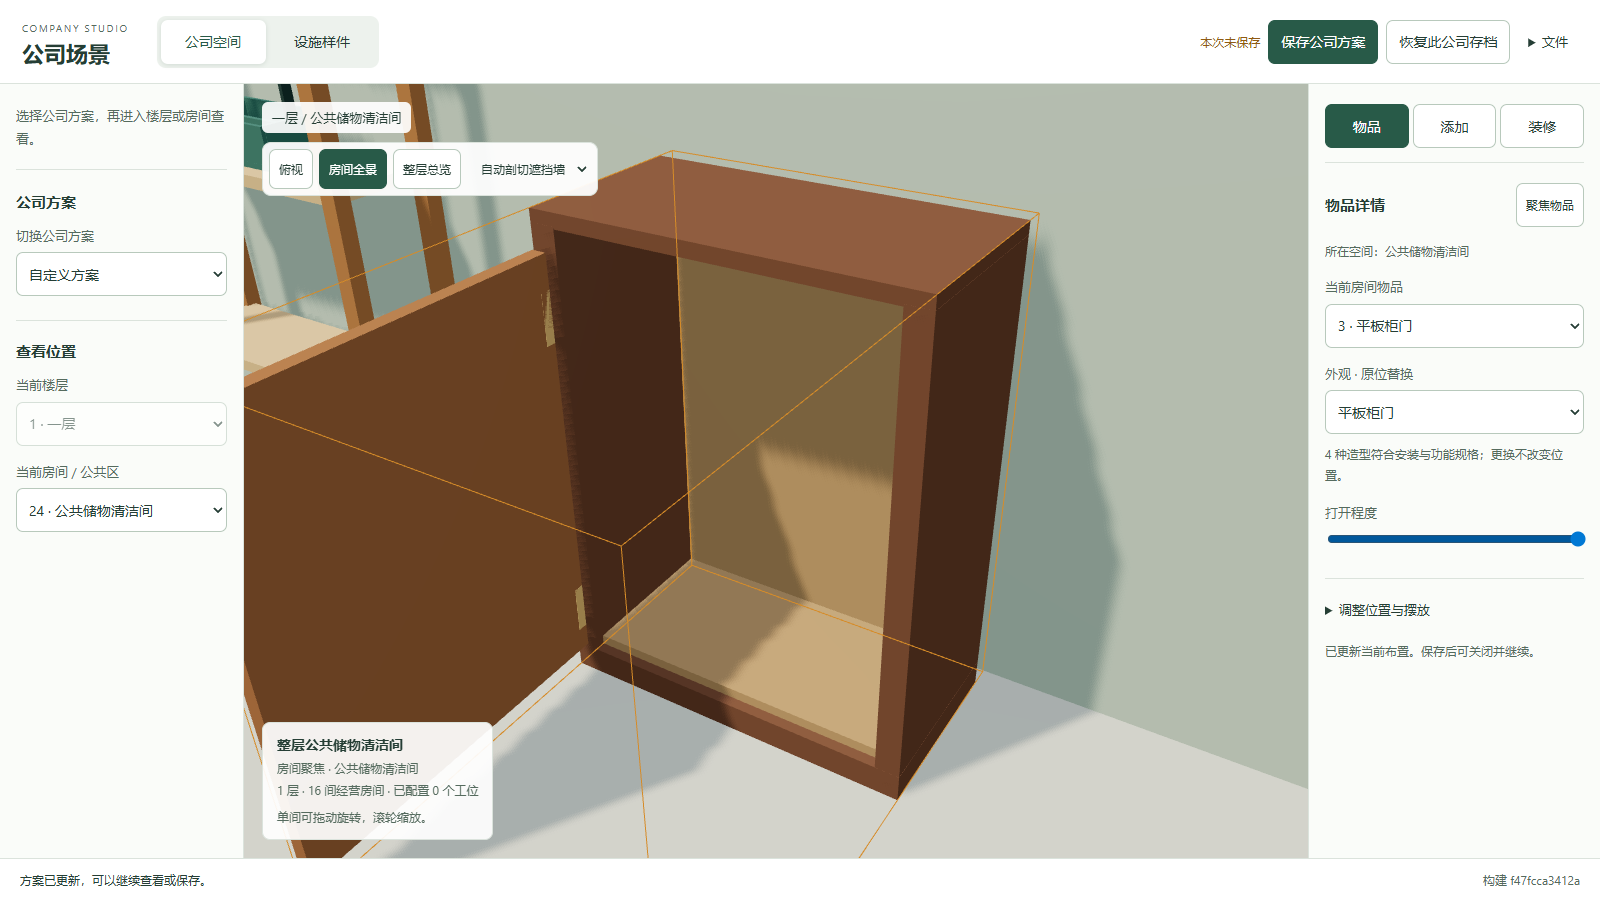 COMPANY STUDIO
公司场景
公司空间
设施样件
本次未保存
保存公司方案
恢复此公司存档
文件
选择公司方案，再进入楼层或房间查
看。
公司方案
切换公司方案
自定义方案
查看位置
当前楼层
1 · 一层
当前房间 / 公共区
24 · 公共储物清洁间
一层 / 公共储物清洁间
俯视
房间全景
整层总览
自动剖切遮挡墙
整层公共储物清洁间
房间聚焦 · 公共储物清洁间
1 层 · 16 间经营房间 · 已配置 0 个工位
单间可拖动旋转，滚轮缩放。
物品
添加
装修
物品详情
聚焦物品
所在空间：公共储物清洁间
当前房间物品
3 · 平板柜门
外观 · 原位替换
平板柜门
4 种造型符合安装与功能规格；更换不改变位
置。
打开程度
调整位置与摆放
已更新当前布置。保存后可关闭并继续。
方案已更新，可以继续查看或保存。
构建 f47fcca3412a